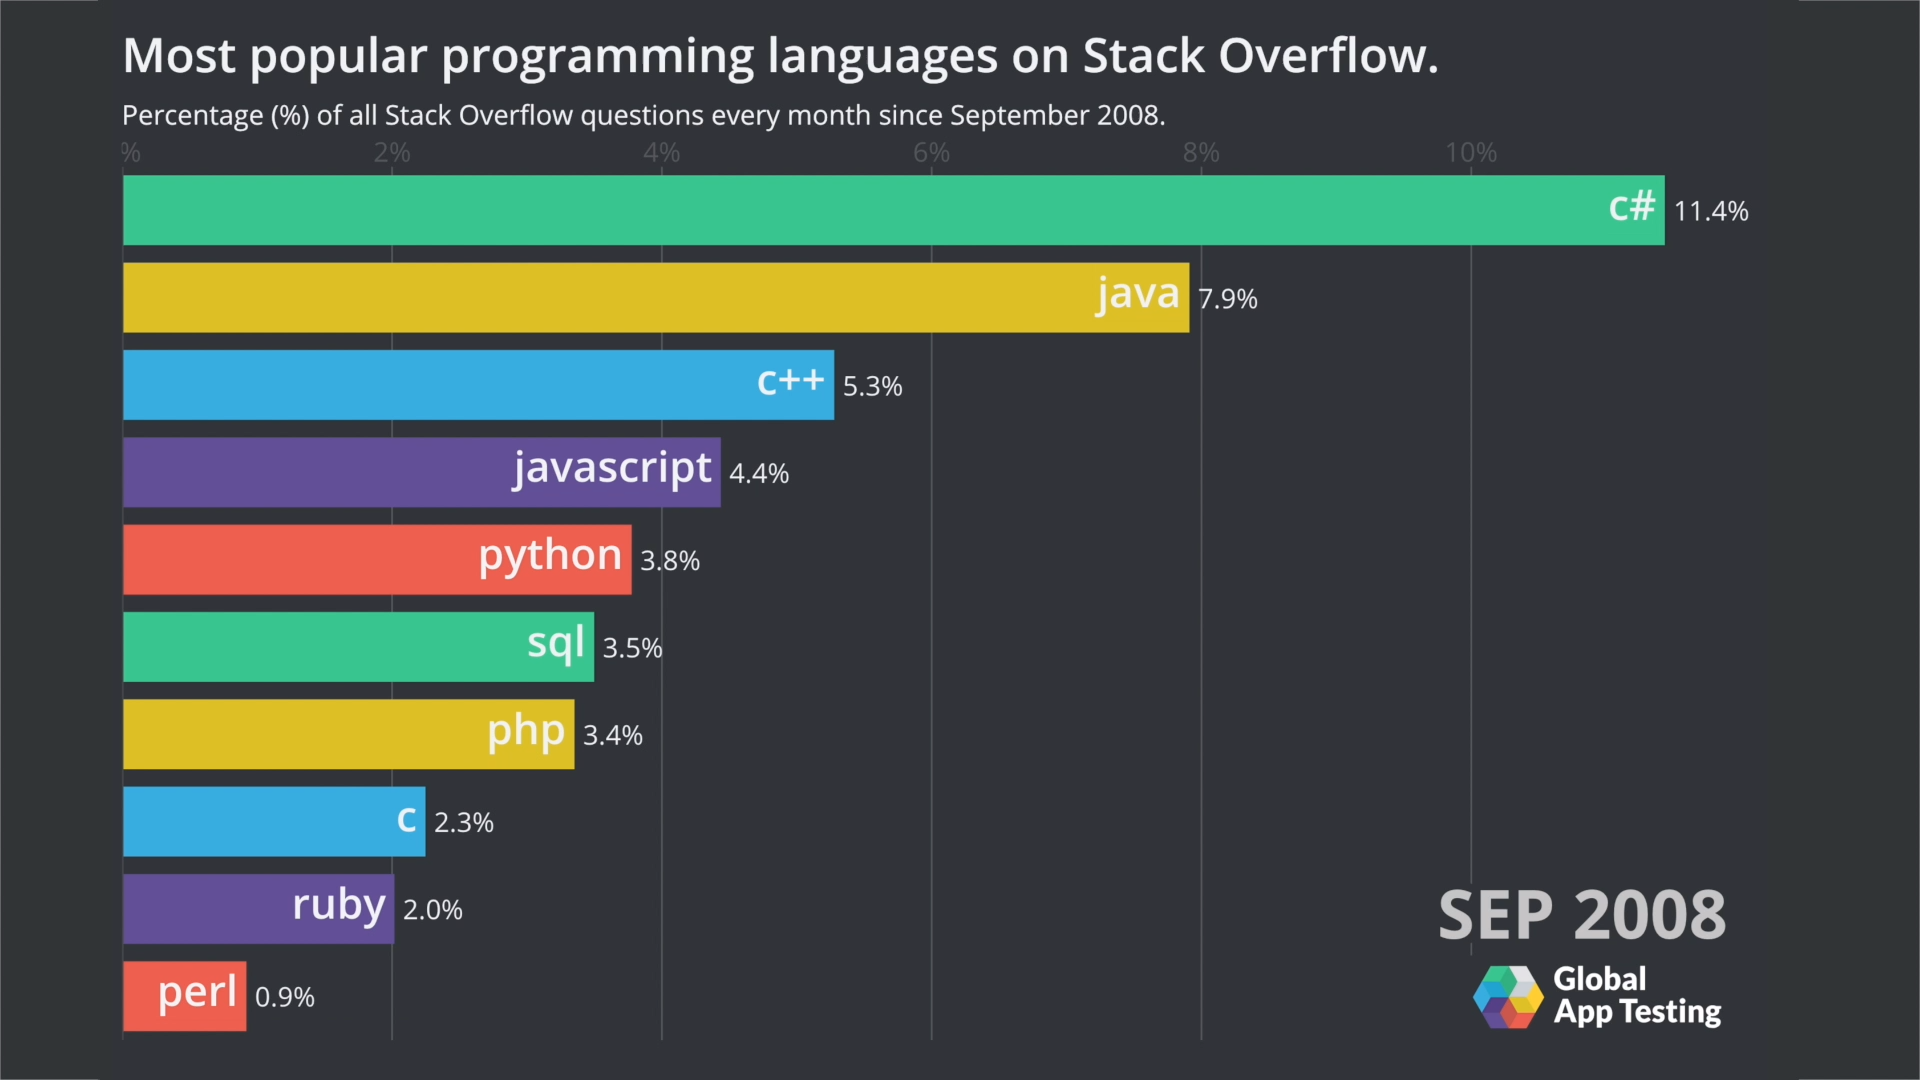 Most popular programming languages on Stack Overflow.
Percentage (%) of all Stack Overflow questions every month since September 2008.
% 2% 4% 6% 8% 10%
c# 11.4%
java 7.9%
c++ 5.3%
javascript 4.4%
python 3.8%
sql 3.5%
php 3.4%
c 2.3%
ruby 2.0%
perl 0.9%
SEP 2008
Global
App Testing